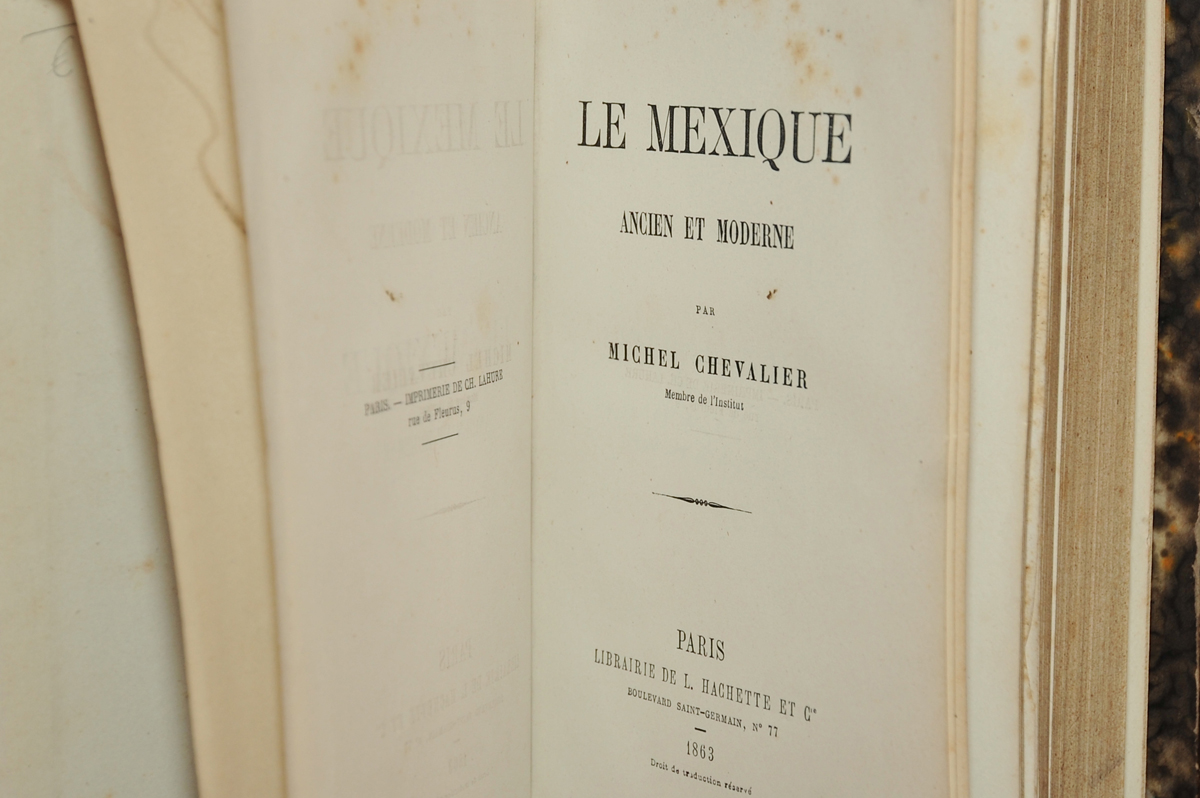 PARIS. — IMPRIMERIE DE CH. LAHURE
rue de Fleurus, 9
LE MEXIQUE
ANCIEN ET MODERNE
PAR
MICHEL CHEVALIER
Membre de l'Institut
PARIS
LIBRAIRIE DE L. HACHETTE ET Cie
BOULEVARD SAINT-GERMAIN, N° 77
1863
Droit de traduction réservé